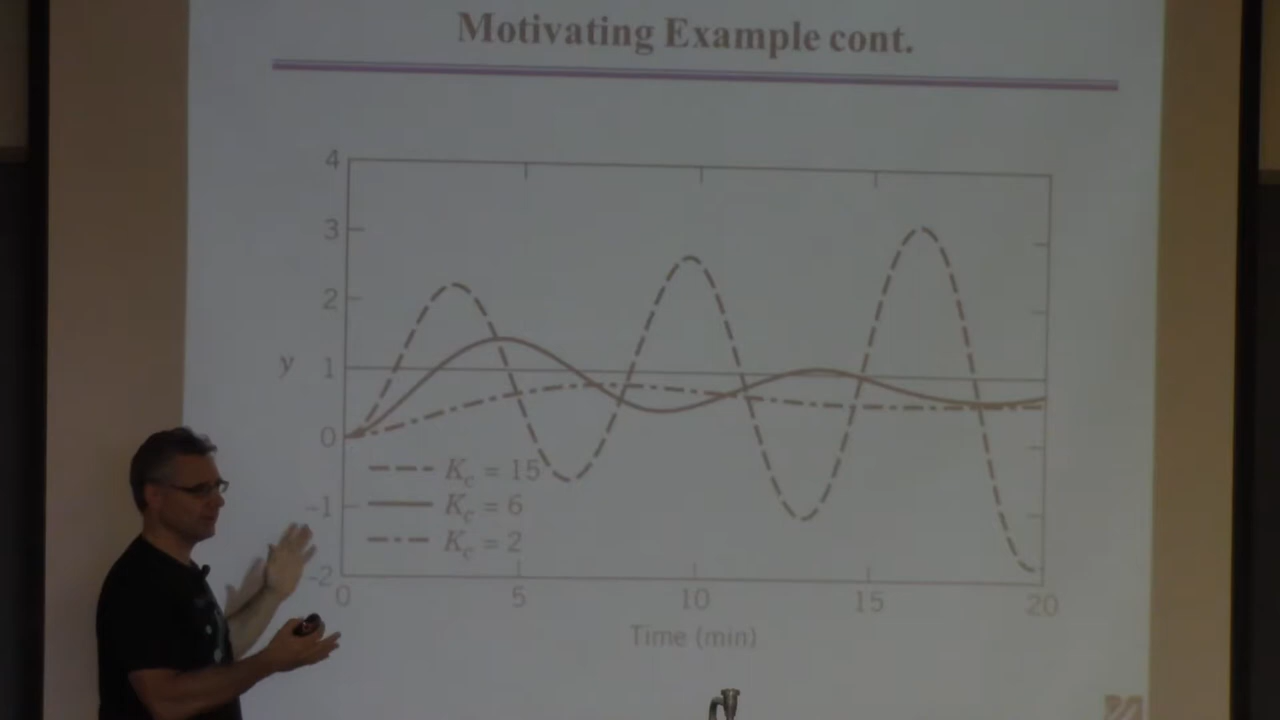 Motivating Example cont.
4
3
2
y
1
0
-1
-2
K_c = 15
K_c = 6
K_c = 2
0 5 10 15 20
Time (min)